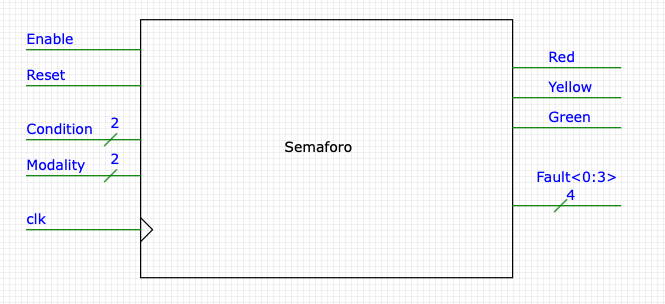 Enable
Reset
Condition 2
Modality 2
clk
Semaforo
Red
Yellow
Green
Fault<0:3>
4